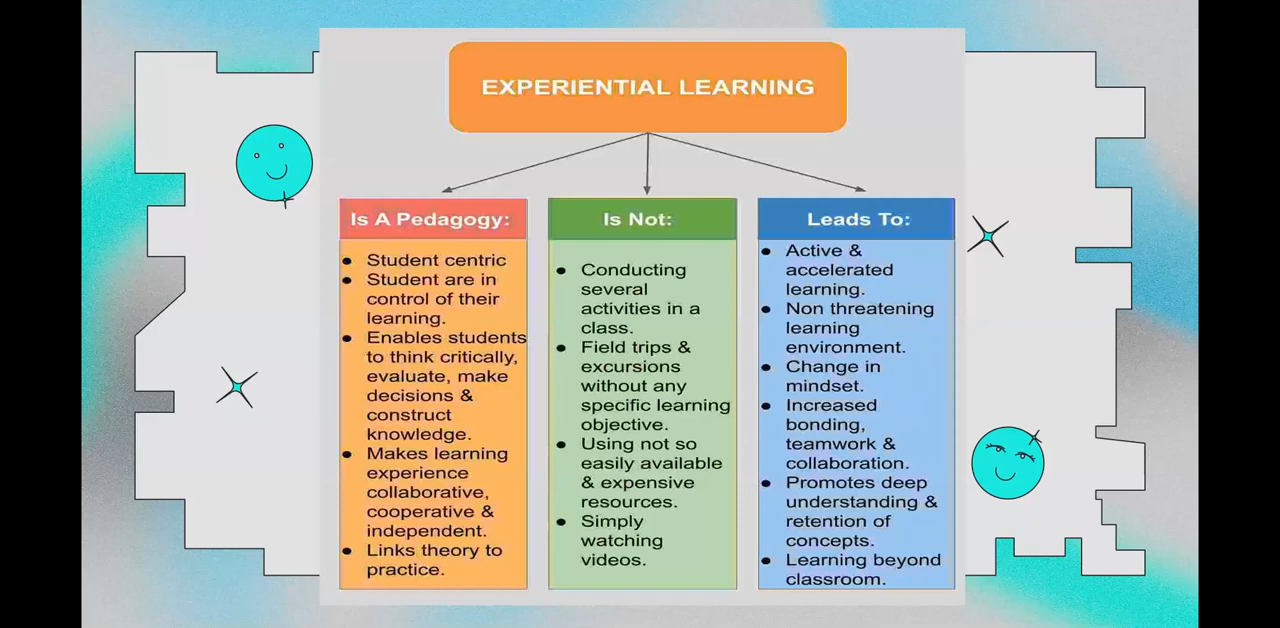 EXPERIENTIAL LEARNING
Is A Pedagogy:
● Student centric
● Student are in
control of their
learning.
● Enables students
to think critically,
evaluate, make
decisions &
construct
knowledge.
● Makes learning
experience
collaborative,
cooperative &
independent.
● Links theory to
practice.
Is Not:
● Conducting
several
activities in a
class.
● Field trips &
excursions
without any
specific learning
objective.
● Using not so
easily available
& expensive
resources.
● Simply
watching
videos.
Leads To:
● Active &
accelerated
learning.
● Non threatening
learning
environment.
● Change in
mindset.
● Increased
bonding,
teamwork &
collaboration.
● Promotes deep
understanding &
retention of
concepts.
● Learning beyond
classroom.